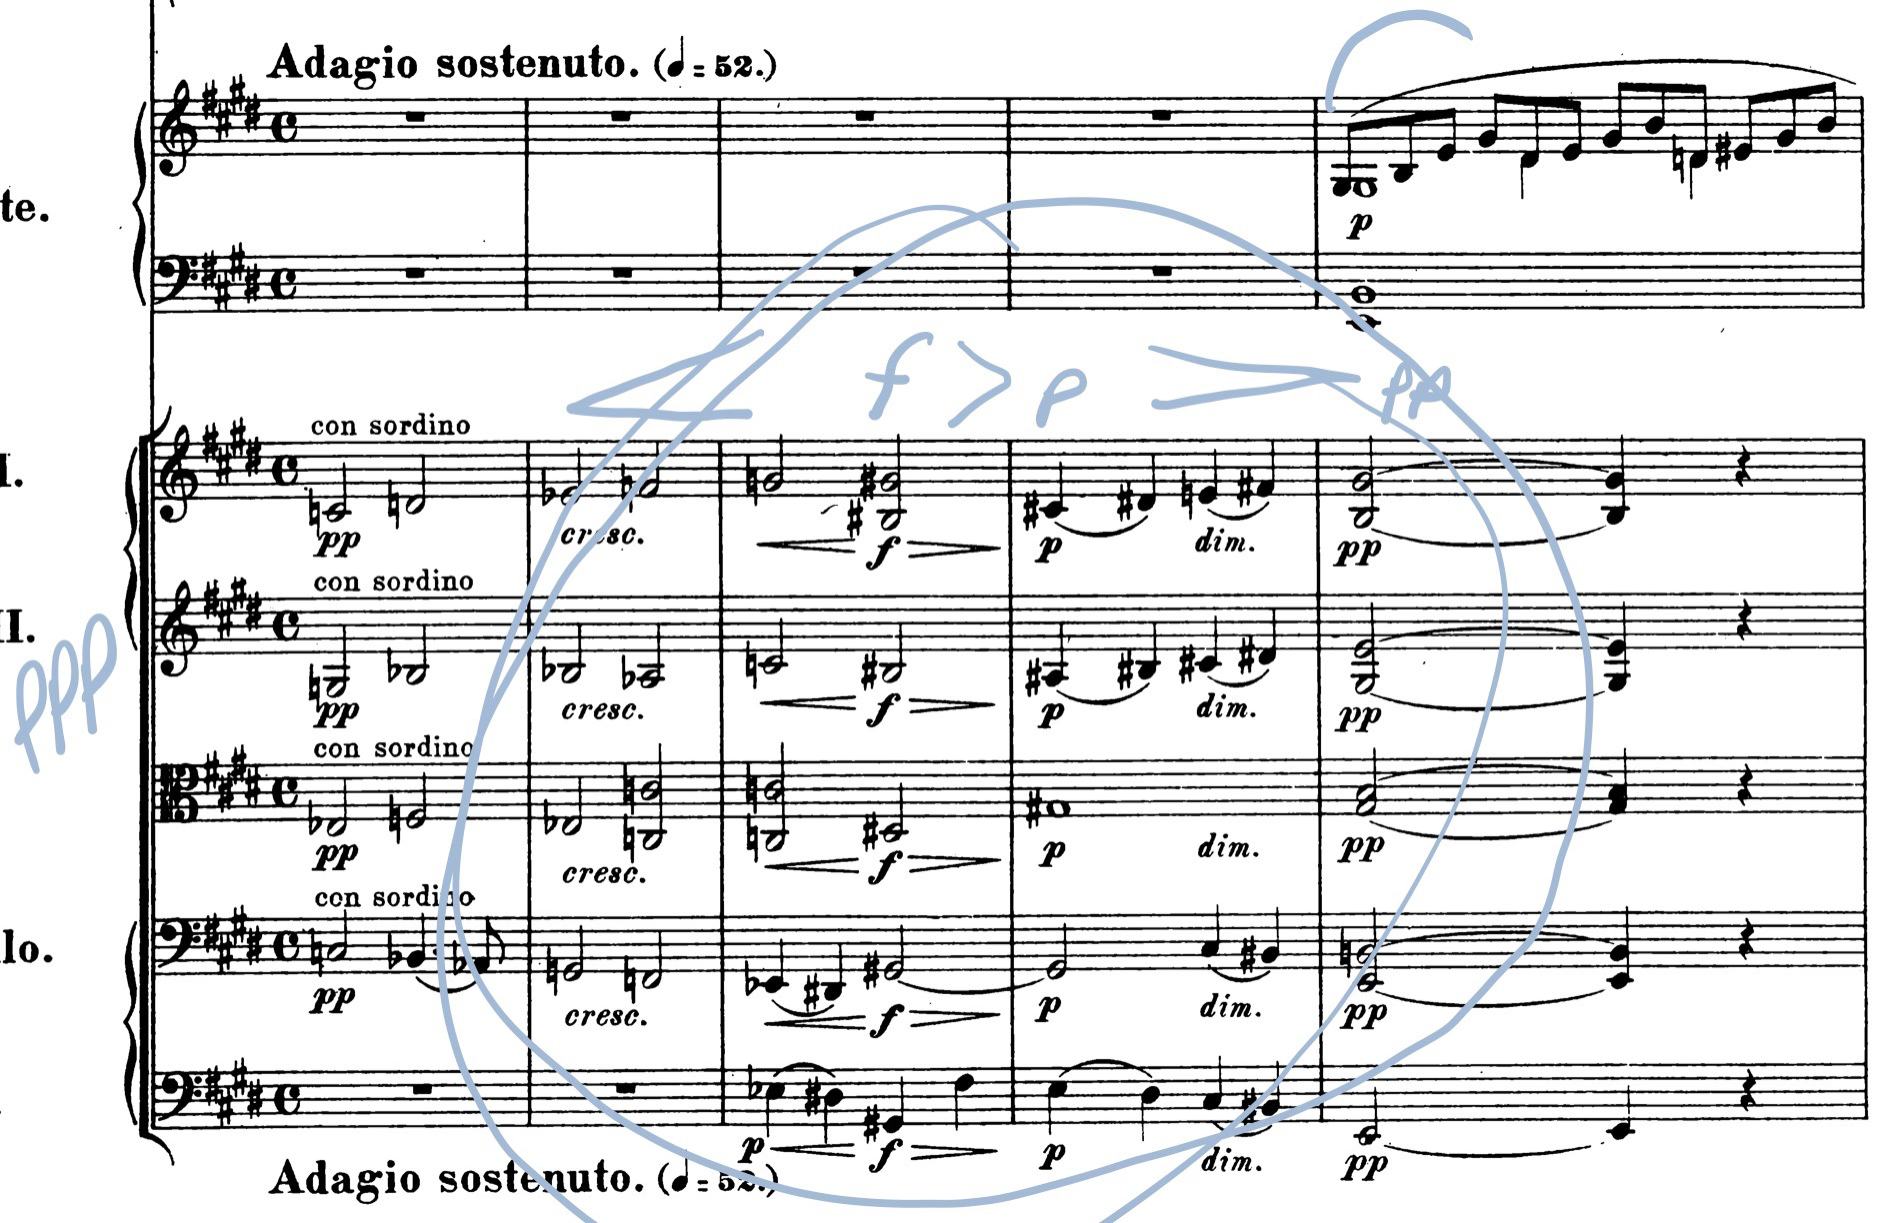 Adagio sostenuto. (♩=52.)
te.
p
f > p > pp
con sordino
I.
pp cresc. f p dim. pp
con sordino
II.
pp cresc. f p dim. pp
ppp
con sordino
pp cresc. f p dim. pp
con sordino
lo.
pp cresc. f p dim. pp
p f p dim. pp
Adagio sostenuto. (♩=52.)